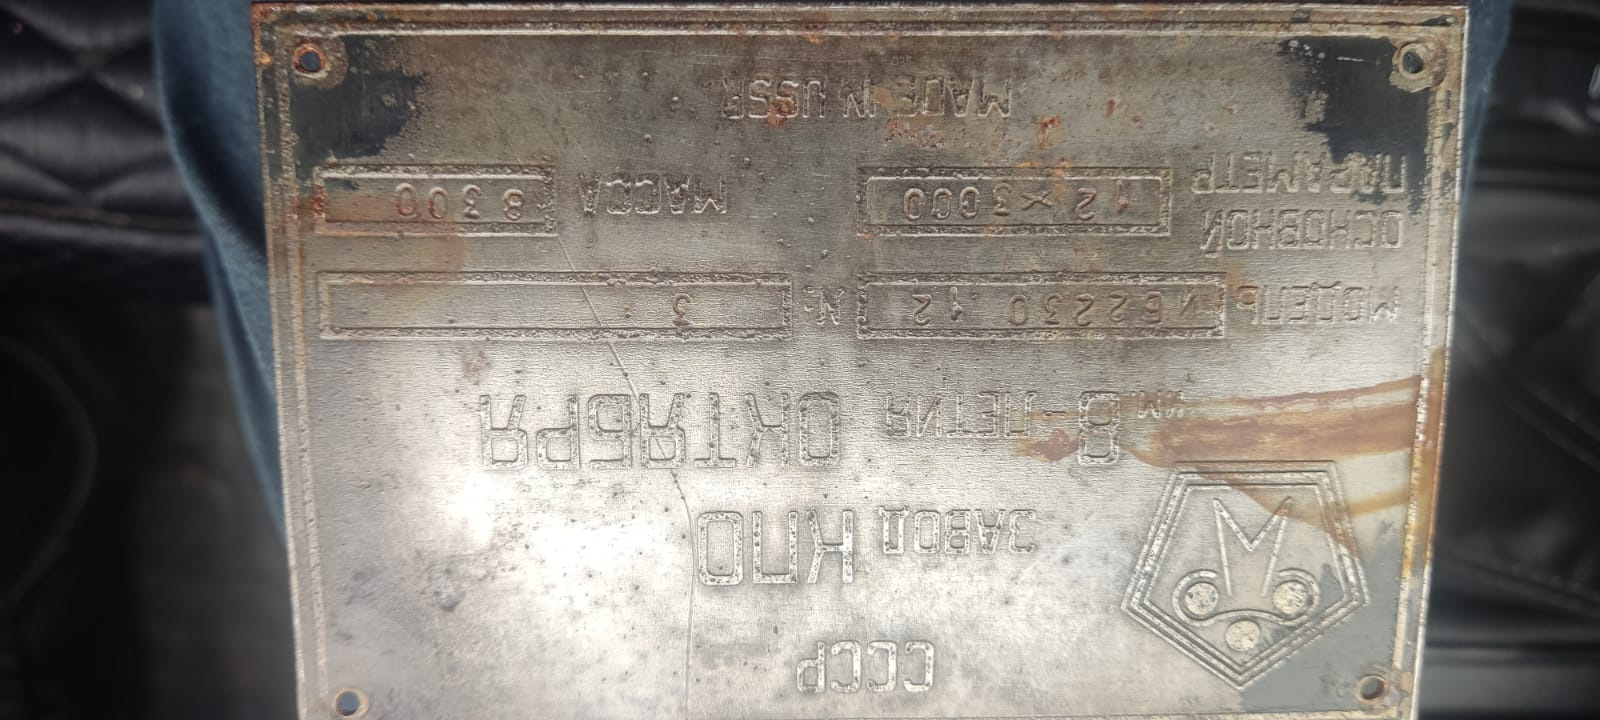 СССР
М
ЗАВОД КПО
ИМ. 8-ЛЕТИЯ ОКТЯБРЯ
МОДЕЛЬ ИБ2230 12 №: 3
ОСНОВНОЙ
ПАРАМЕТР 12×3000 МАССА 8300
MADE IN USSR